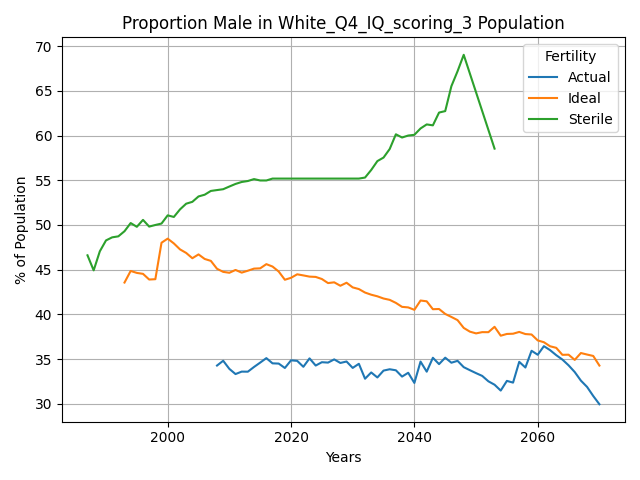 Proportion Male in White_Q4_IQ_scoring_3 Population
70
65
60
55
50
45
40
35
30
% of Population
Fertility
Actual
Ideal
Sterile
2000
2020
2040
2060
Years